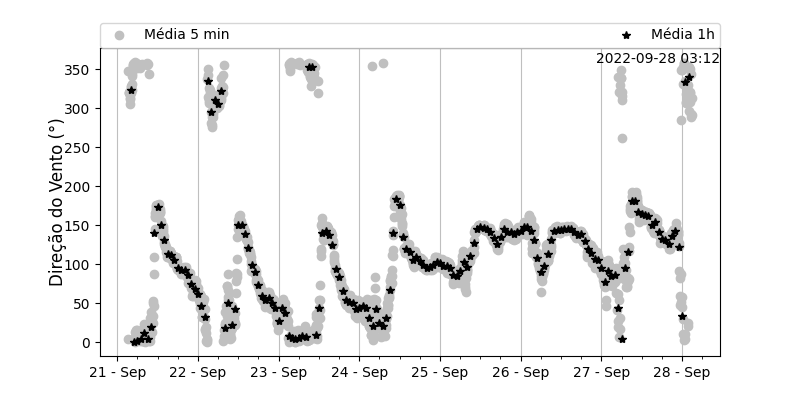 Média 5 min
Média 1h
2022-09-28 03:12
Direção do Vento (°)
350
300
250
200
150
100
50
0
21 - Sep
22 - Sep
23 - Sep
24 - Sep
25 - Sep
26 - Sep
27 - Sep
28 - Sep